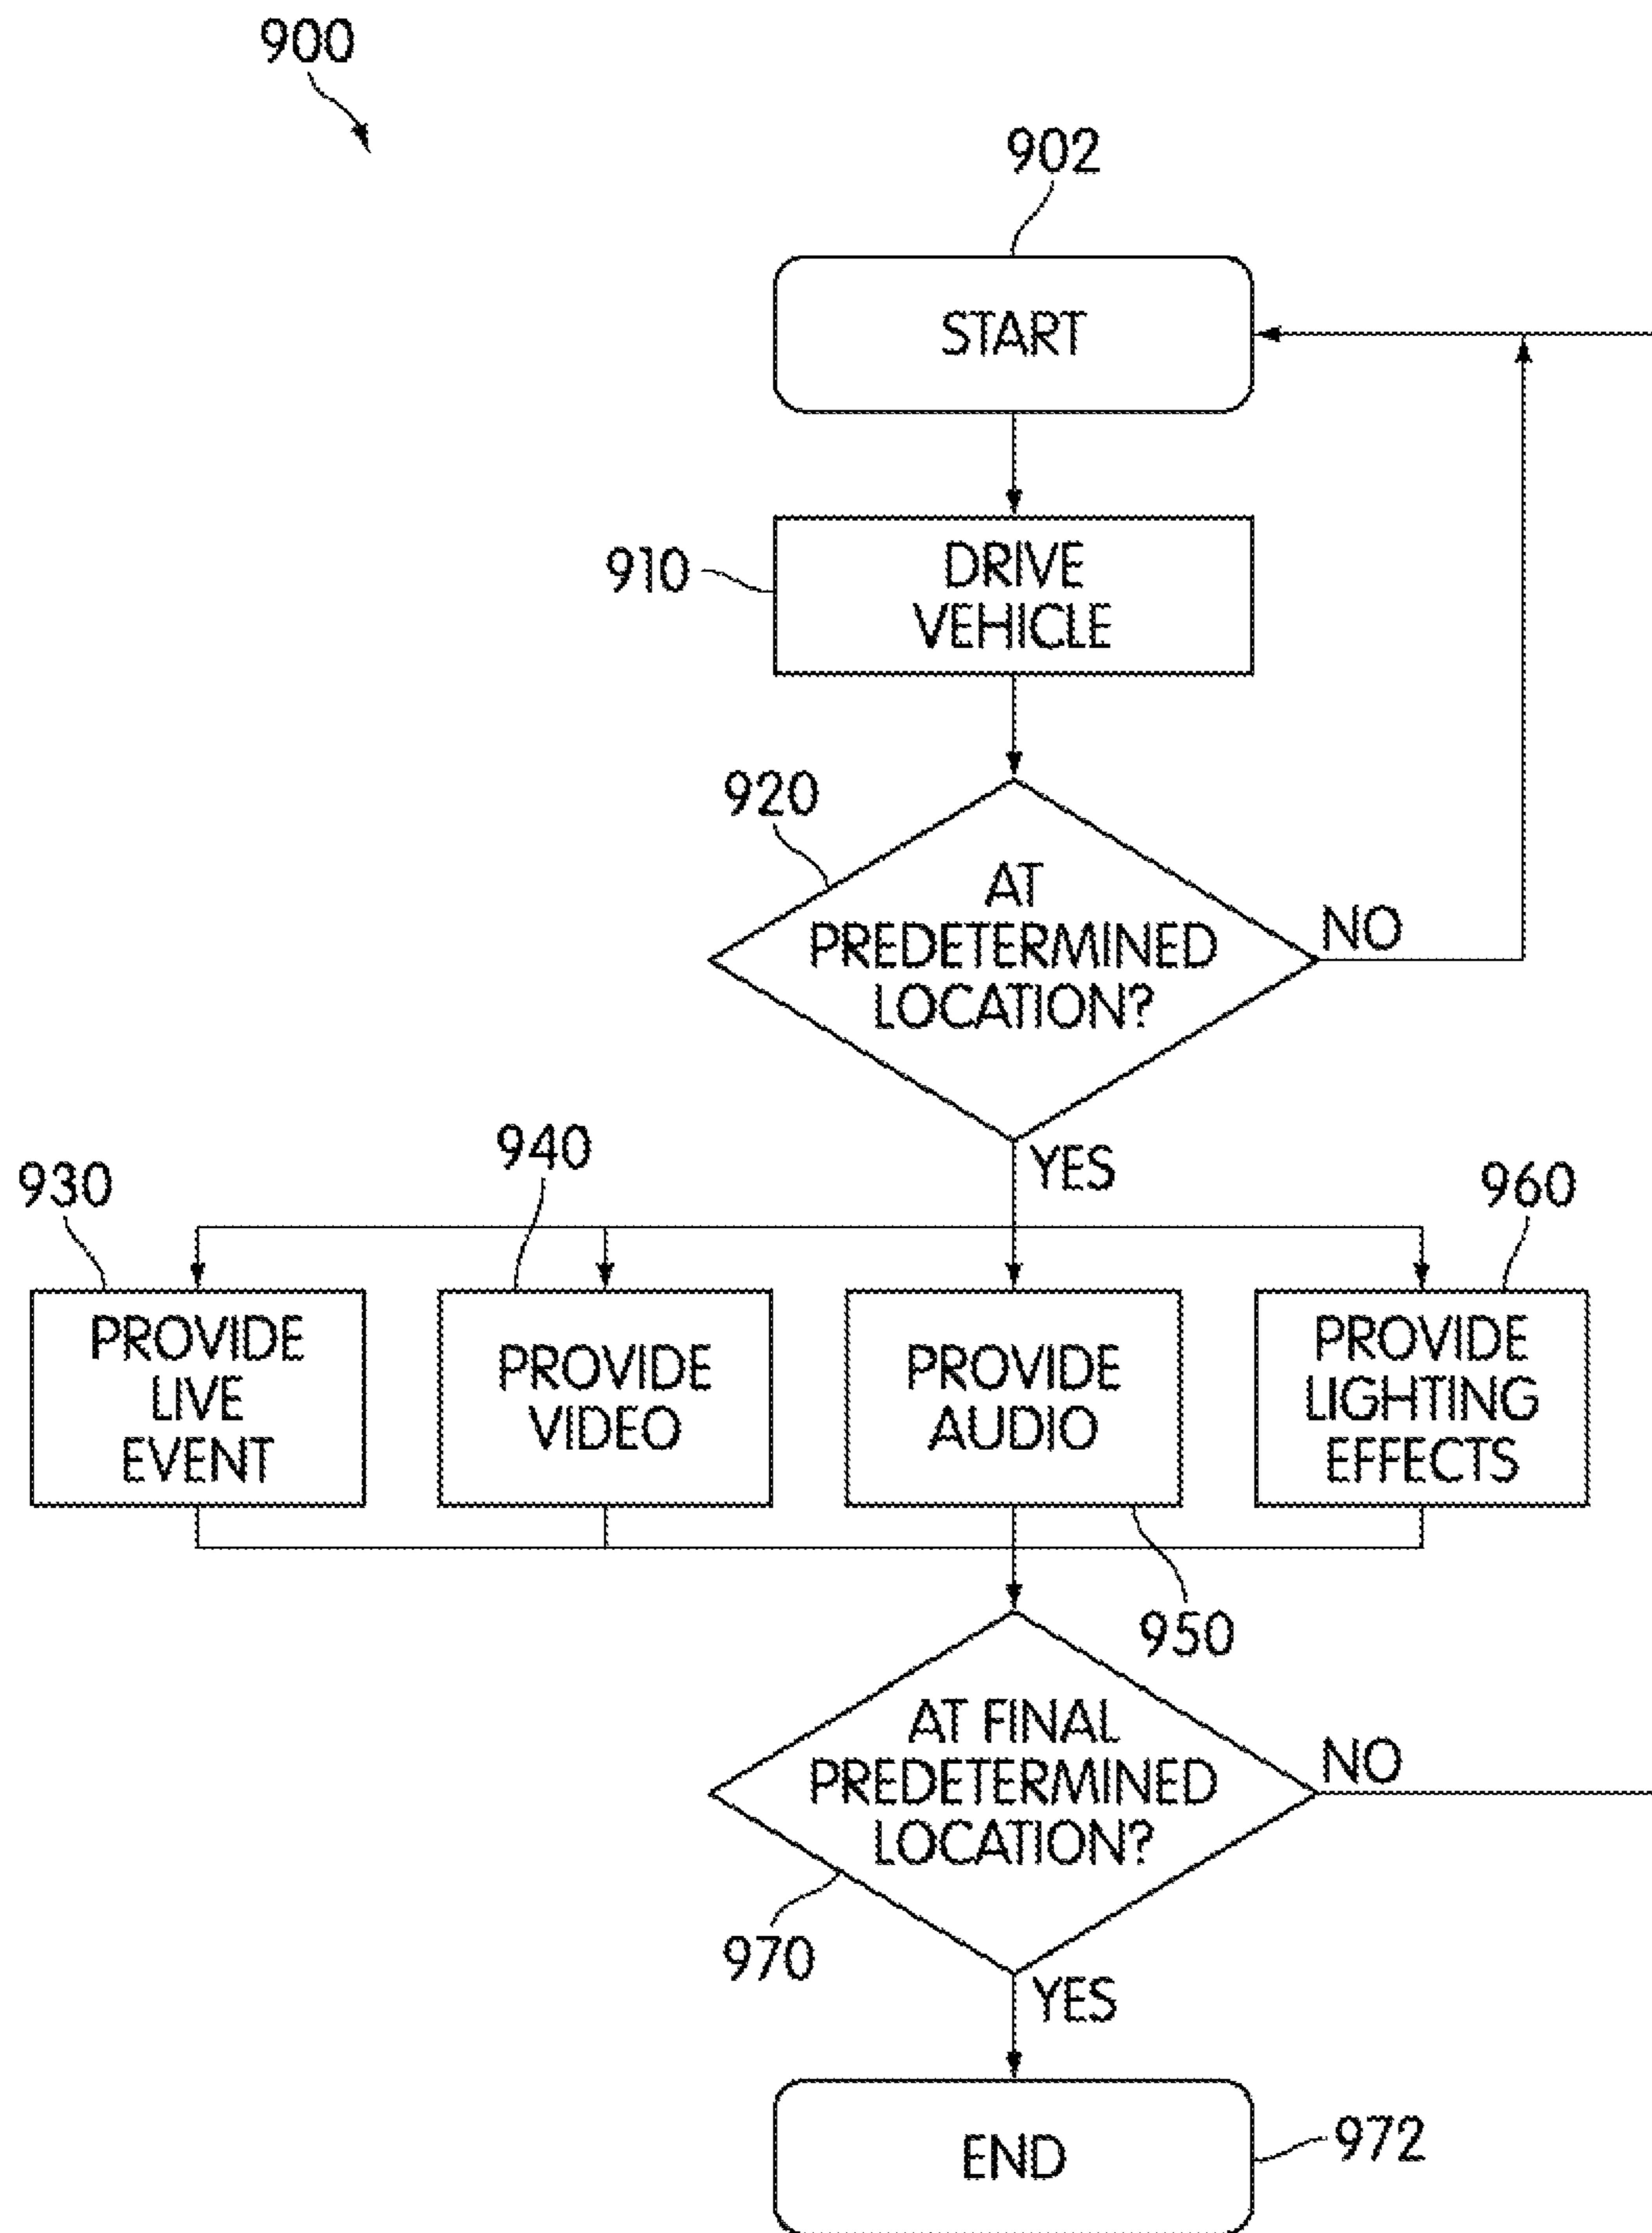 900
902
START
910
DRIVE
VEHICLE
920
AT
PREDETERMINED
LOCATION?
NO
YES
930
940
960
PROVIDE
LIVE
EVENT
PROVIDE
VIDEO
PROVIDE
AUDIO
PROVIDE
LIGHTING
EFFECTS
950
AT FINAL
PREDETERMINED
LOCATION?
NO
970
YES
END
972